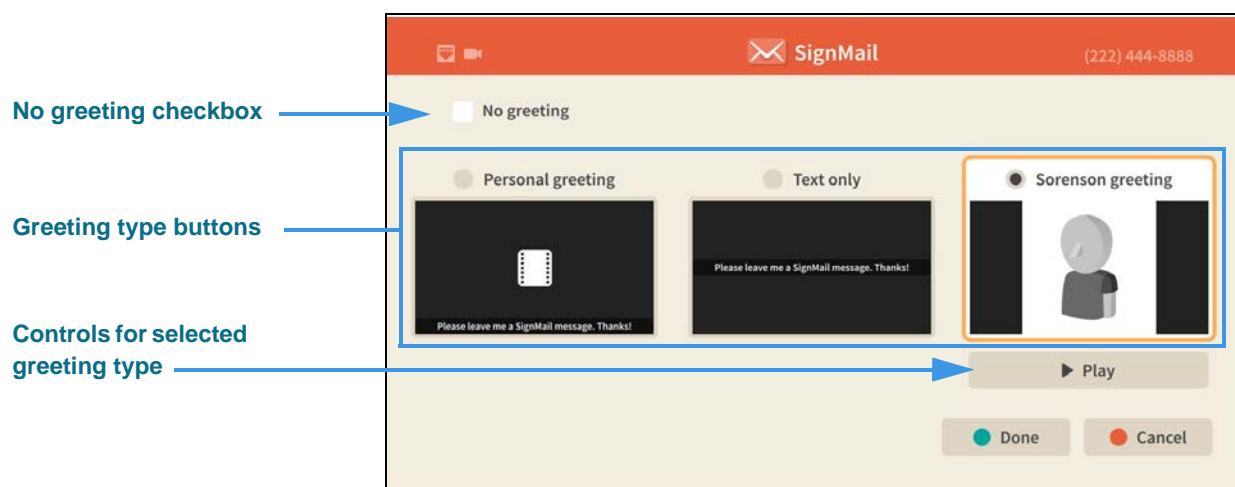 SignMail
(222) 444-8888
No greeting checkbox
No greeting
Personal greeting
Text only
Sorenson greeting
Greeting type buttons
Please leave me a SignMail message. Thanks!
Please leave me a SignMail message. Thanks!
Controls for selected
greeting type
Play
Done
Cancel